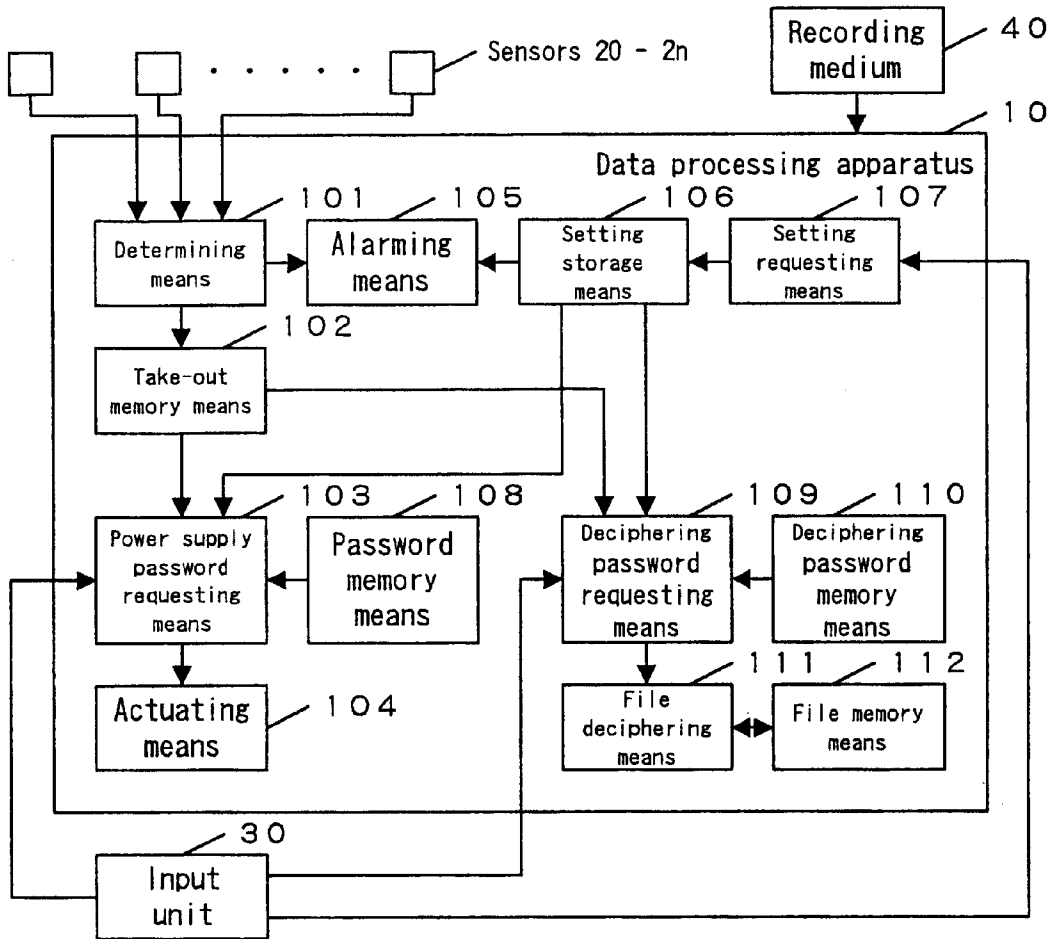 Sensors 20 - 2n
Recording
medium
40
10
Data processing apparatus
101
105
106
107
Determining
means
Alarming
means
Setting
storage
means
Setting
requesting
means
102
Take-out
memory means
103
108
109
110
Power supply
password
requesting
means
Password
memory
means
Deciphering
password
requesting
means
Deciphering
password
memory
means
111
112
Actuating
means
104
File
deciphering
means
File memory
means
30
Input
unit